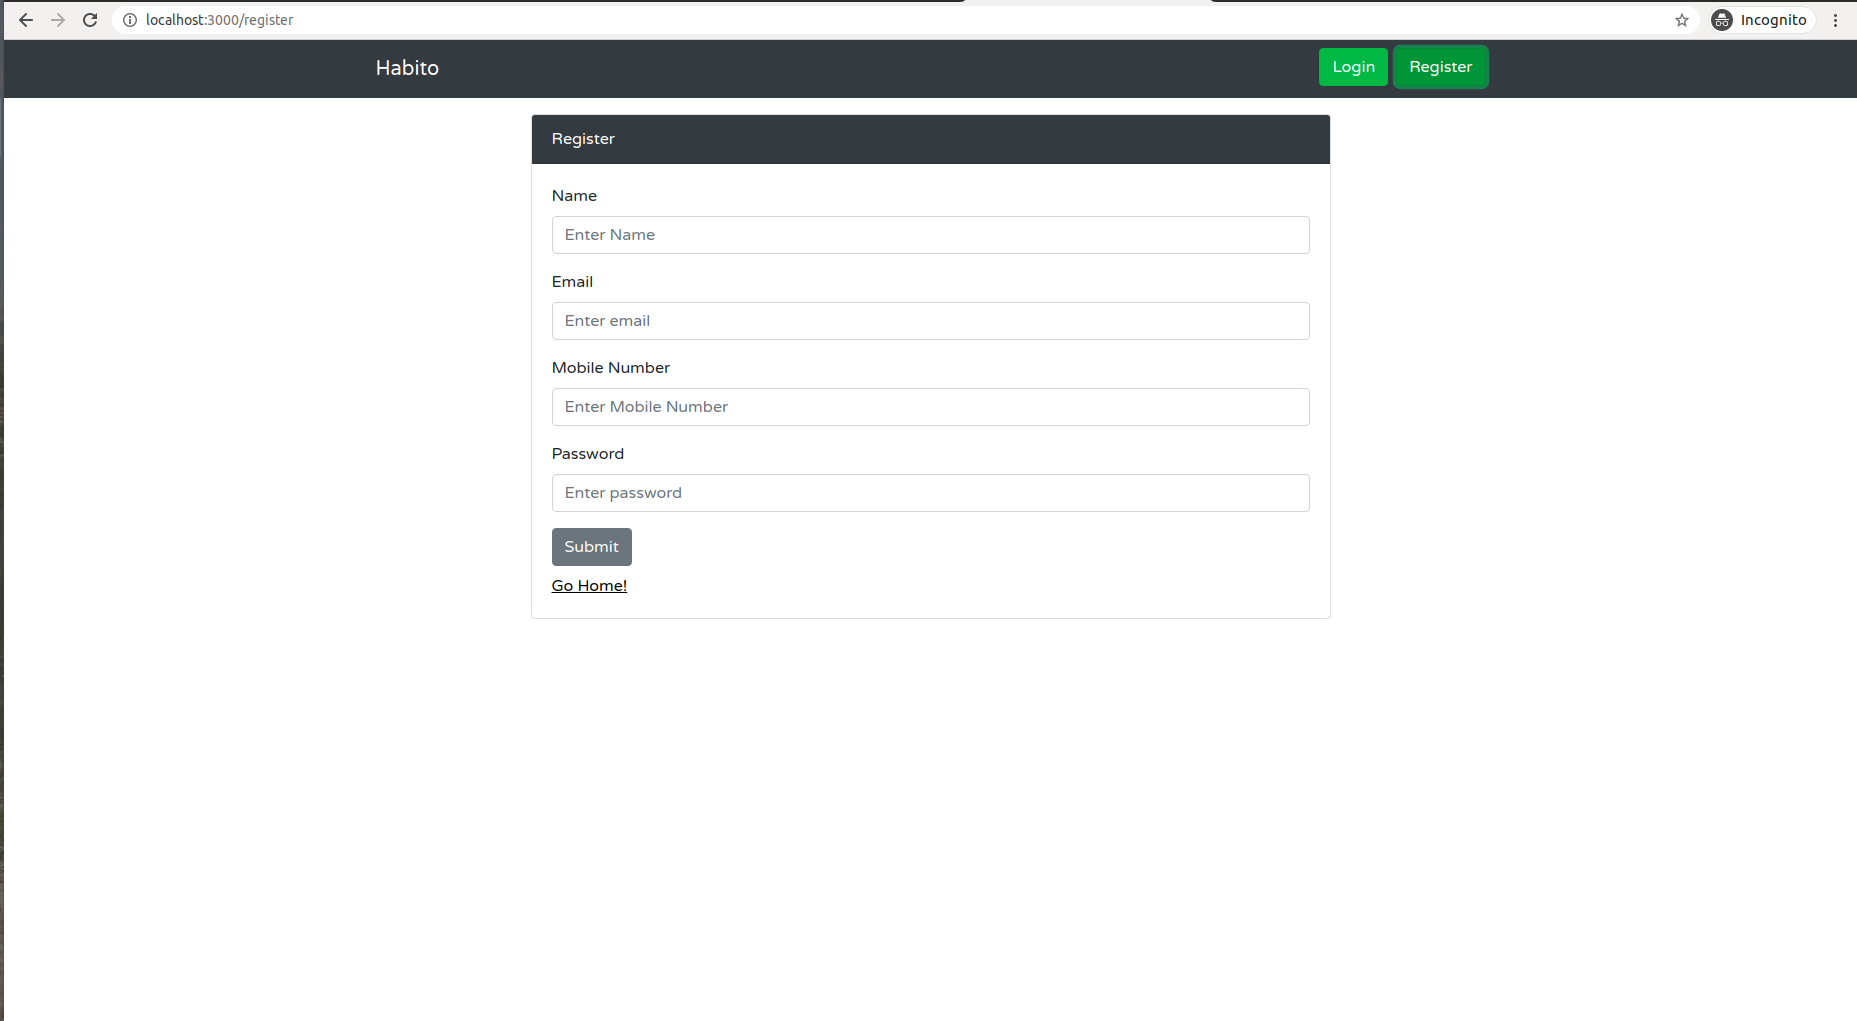 localhost:3000/register
Incognito
Habito
Login
Register
Register
Name
Enter Name
Email
Enter email
Mobile Number
Enter Mobile Number
Password
Enter password
Submit
Go Home!